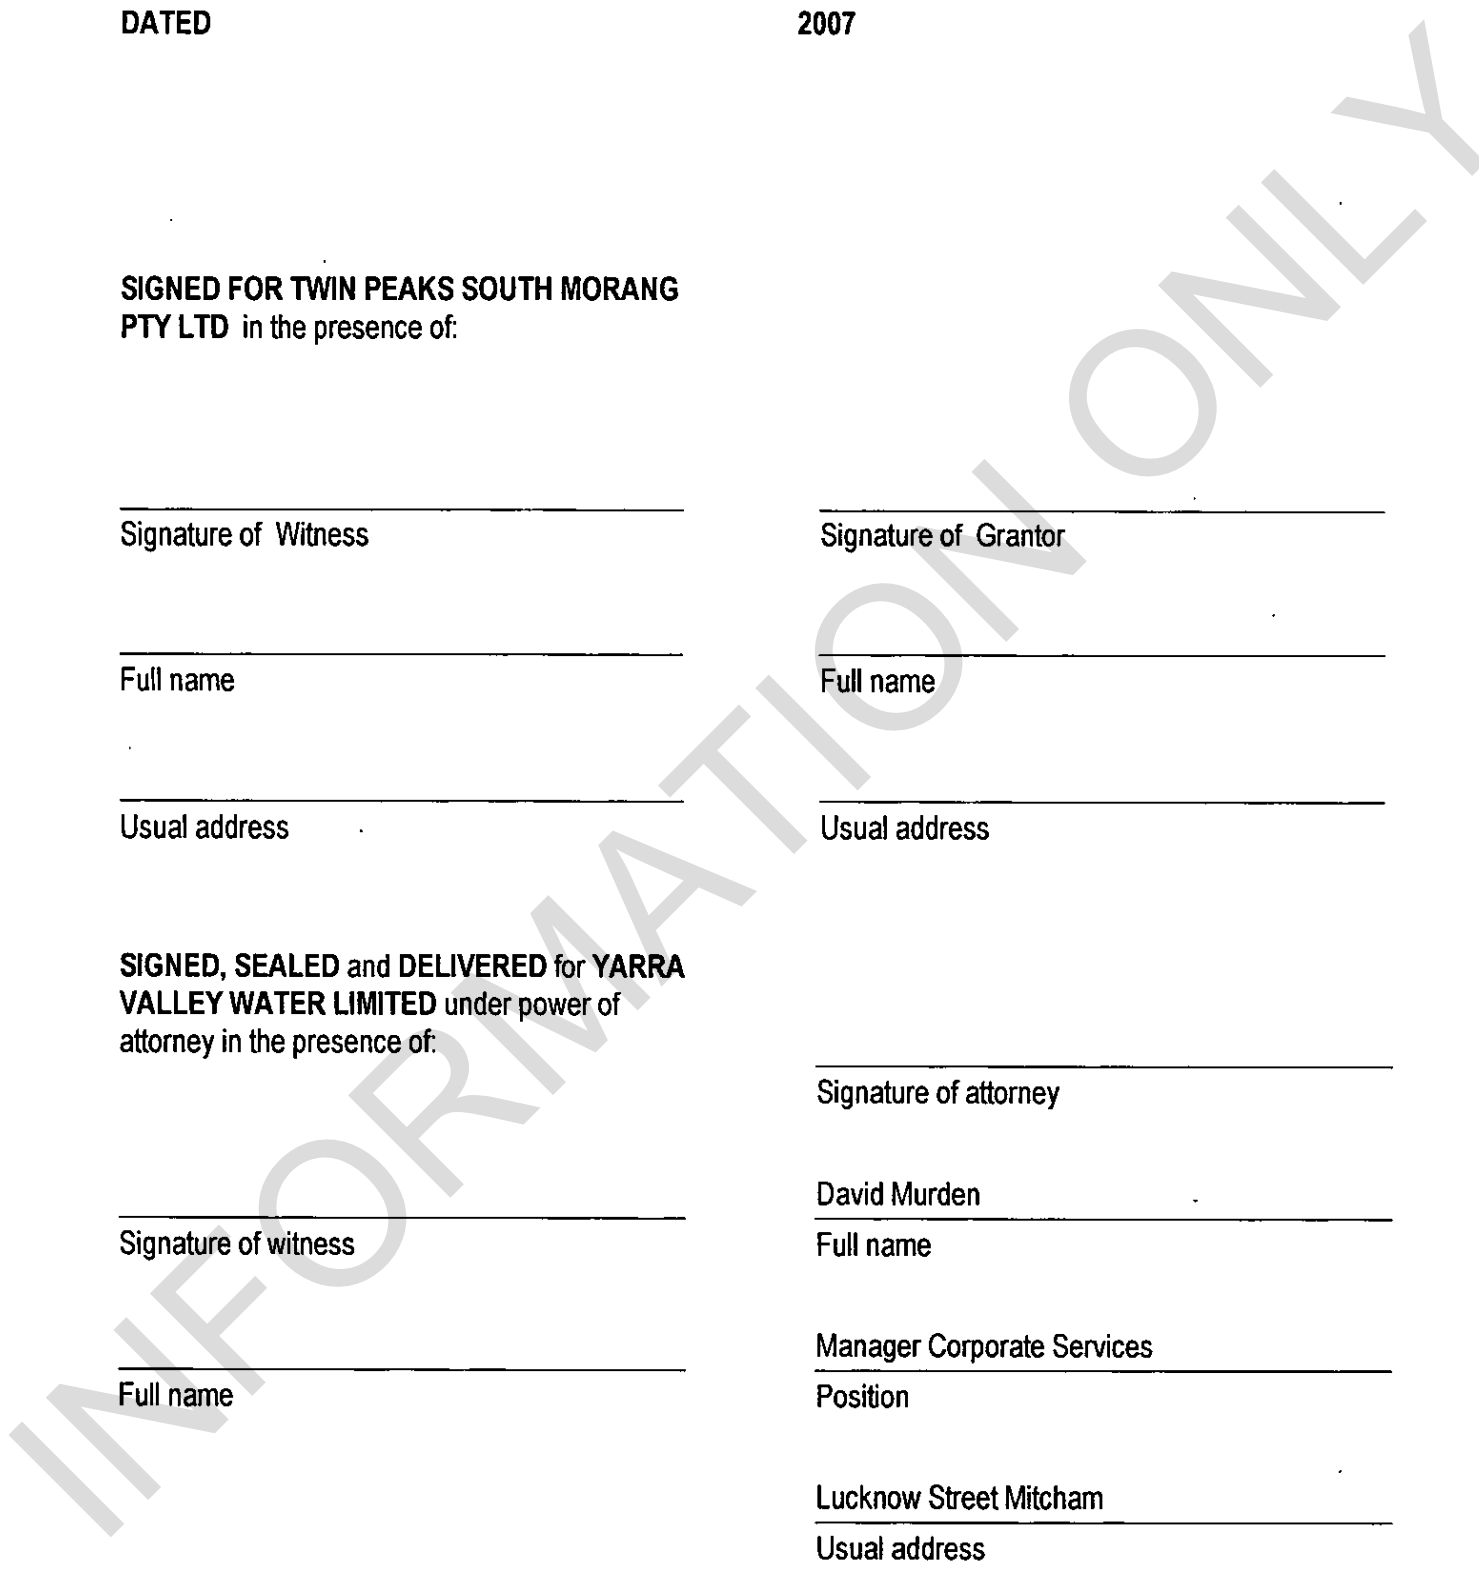 DATED 2007
SIGNED FOR TWIN PEAKS SOUTH MORANG
PTY LTD in the presence of:
Signature of Witness
Signature of Grantor
Full name
Full name
Usual address
Usual address
SIGNED, SEALED and DELIVERED for YARRA
VALLEY WATER LIMITED under power of
attorney in the presence of:
Signature of attorney
David Murden
Signature of witness
Full name
Manager Corporate Services
Full name
Position
Lucknow Street Mitcham
Usual address
INFORMATION ONLY